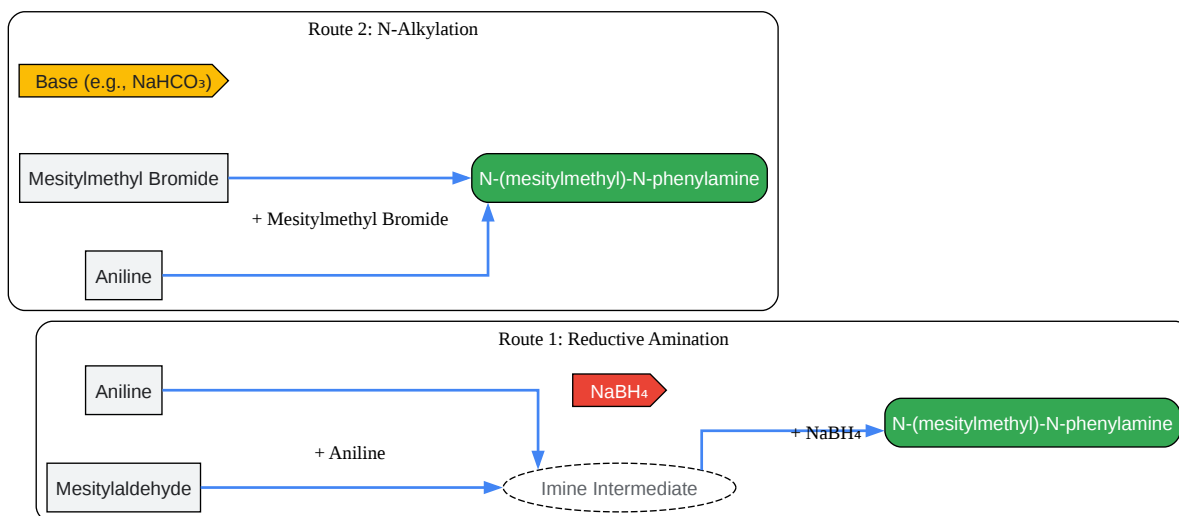 Route 2: N-Alkylation
Base (e.g., NaHCO₃)
Mesitylmethyl Bromide
N-(mesitylmethyl)-N-phenylamine
+ Mesitylmethyl Bromide
Aniline
Route 1: Reductive Amination
Aniline
NaBH₄
N-(mesitylmethyl)-N-phenylamine
+ NaBH₄
+ Aniline
Mesitylaldehyde
Imine Intermediate